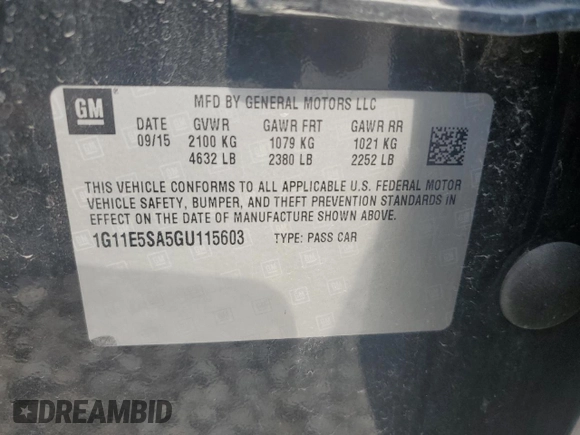 GM
MFD BY GENERAL MOTORS LLC
DATE GVWR GAWR FRT GAWR RR
09/15 2100 KG 1079 KG 1021 KG
4632 LB 2380 LB 2252 LB
THIS VEHICLE CONFORMS TO ALL APPLICABLE U.S. FEDERAL MOTOR
VEHICLE SAFETY, BUMPER, AND THEFT PREVENTION STANDARDS IN
EFFECT ON THE DATE OF MANUFACTURE SHOWN ABOVE.
1G11E5SA5GU115603 TYPE: PASS CAR
DREAMBID